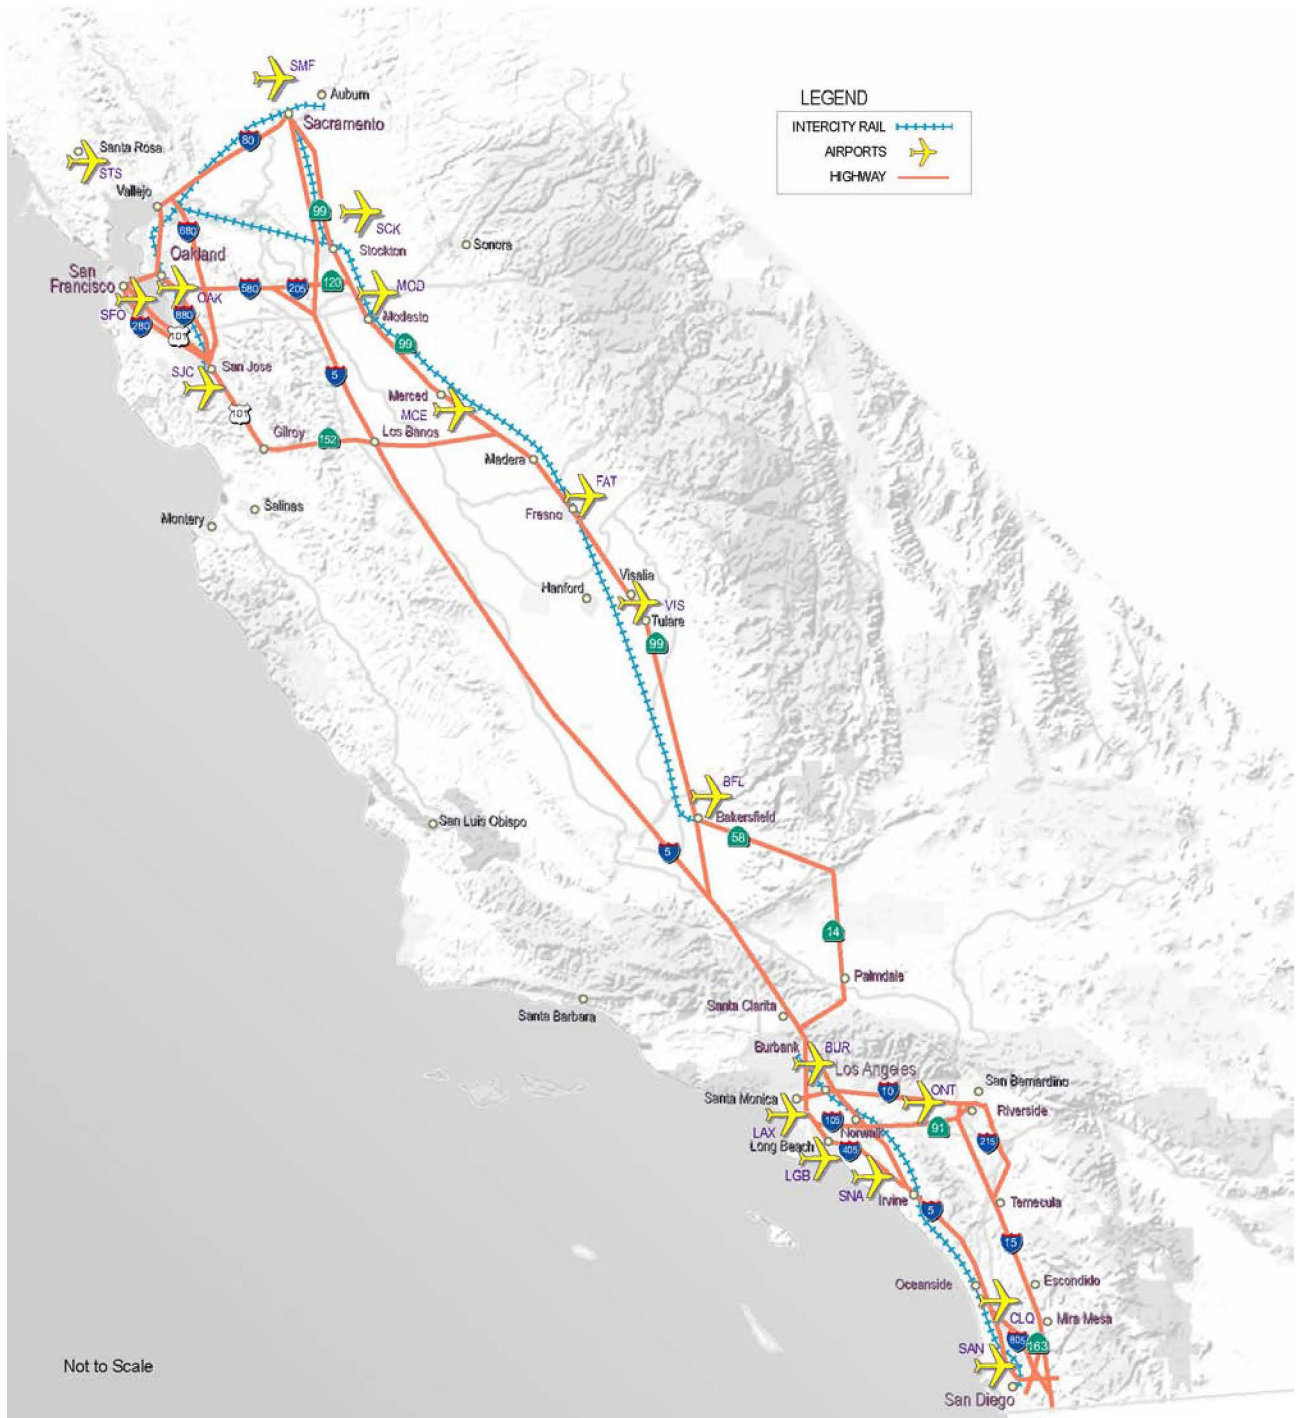 SMF
Auburn
LEGEND
Sacramento
INTERCITY RAIL
80
Santa Rosa
AIRPORTS
STS
HIGHWAY
Vallejo
99
SCK
680
Stockton
Sonora
Oakland
San
Francisco
OAK
580
205
120
MOD
SFO
280
880
101
Modesto
99
SJC
San Jose
5
Merced
MCE
101
Gilroy
152
Los Banos
Madera
FAT
Salinas
Fresno
Montery
Visalia
Hanford
VIS
Tulare
99
BFL
Bakersfield
San Luis Obispo
58
5
14
Palmdale
Santa Clarita
Santa Barbara
Burbank
BUR
Los Angeles
San Bernardino
10
ONT
Santa Monica
Riverside
LAX
105
Norwalk
91
Long Beach
405
215
LGB
SNA
Irvine
5
Temecula
15
Oceanside
Escondido
CLQ
Mira Mesa
805
163
SAN
Not to Scale
San Diego